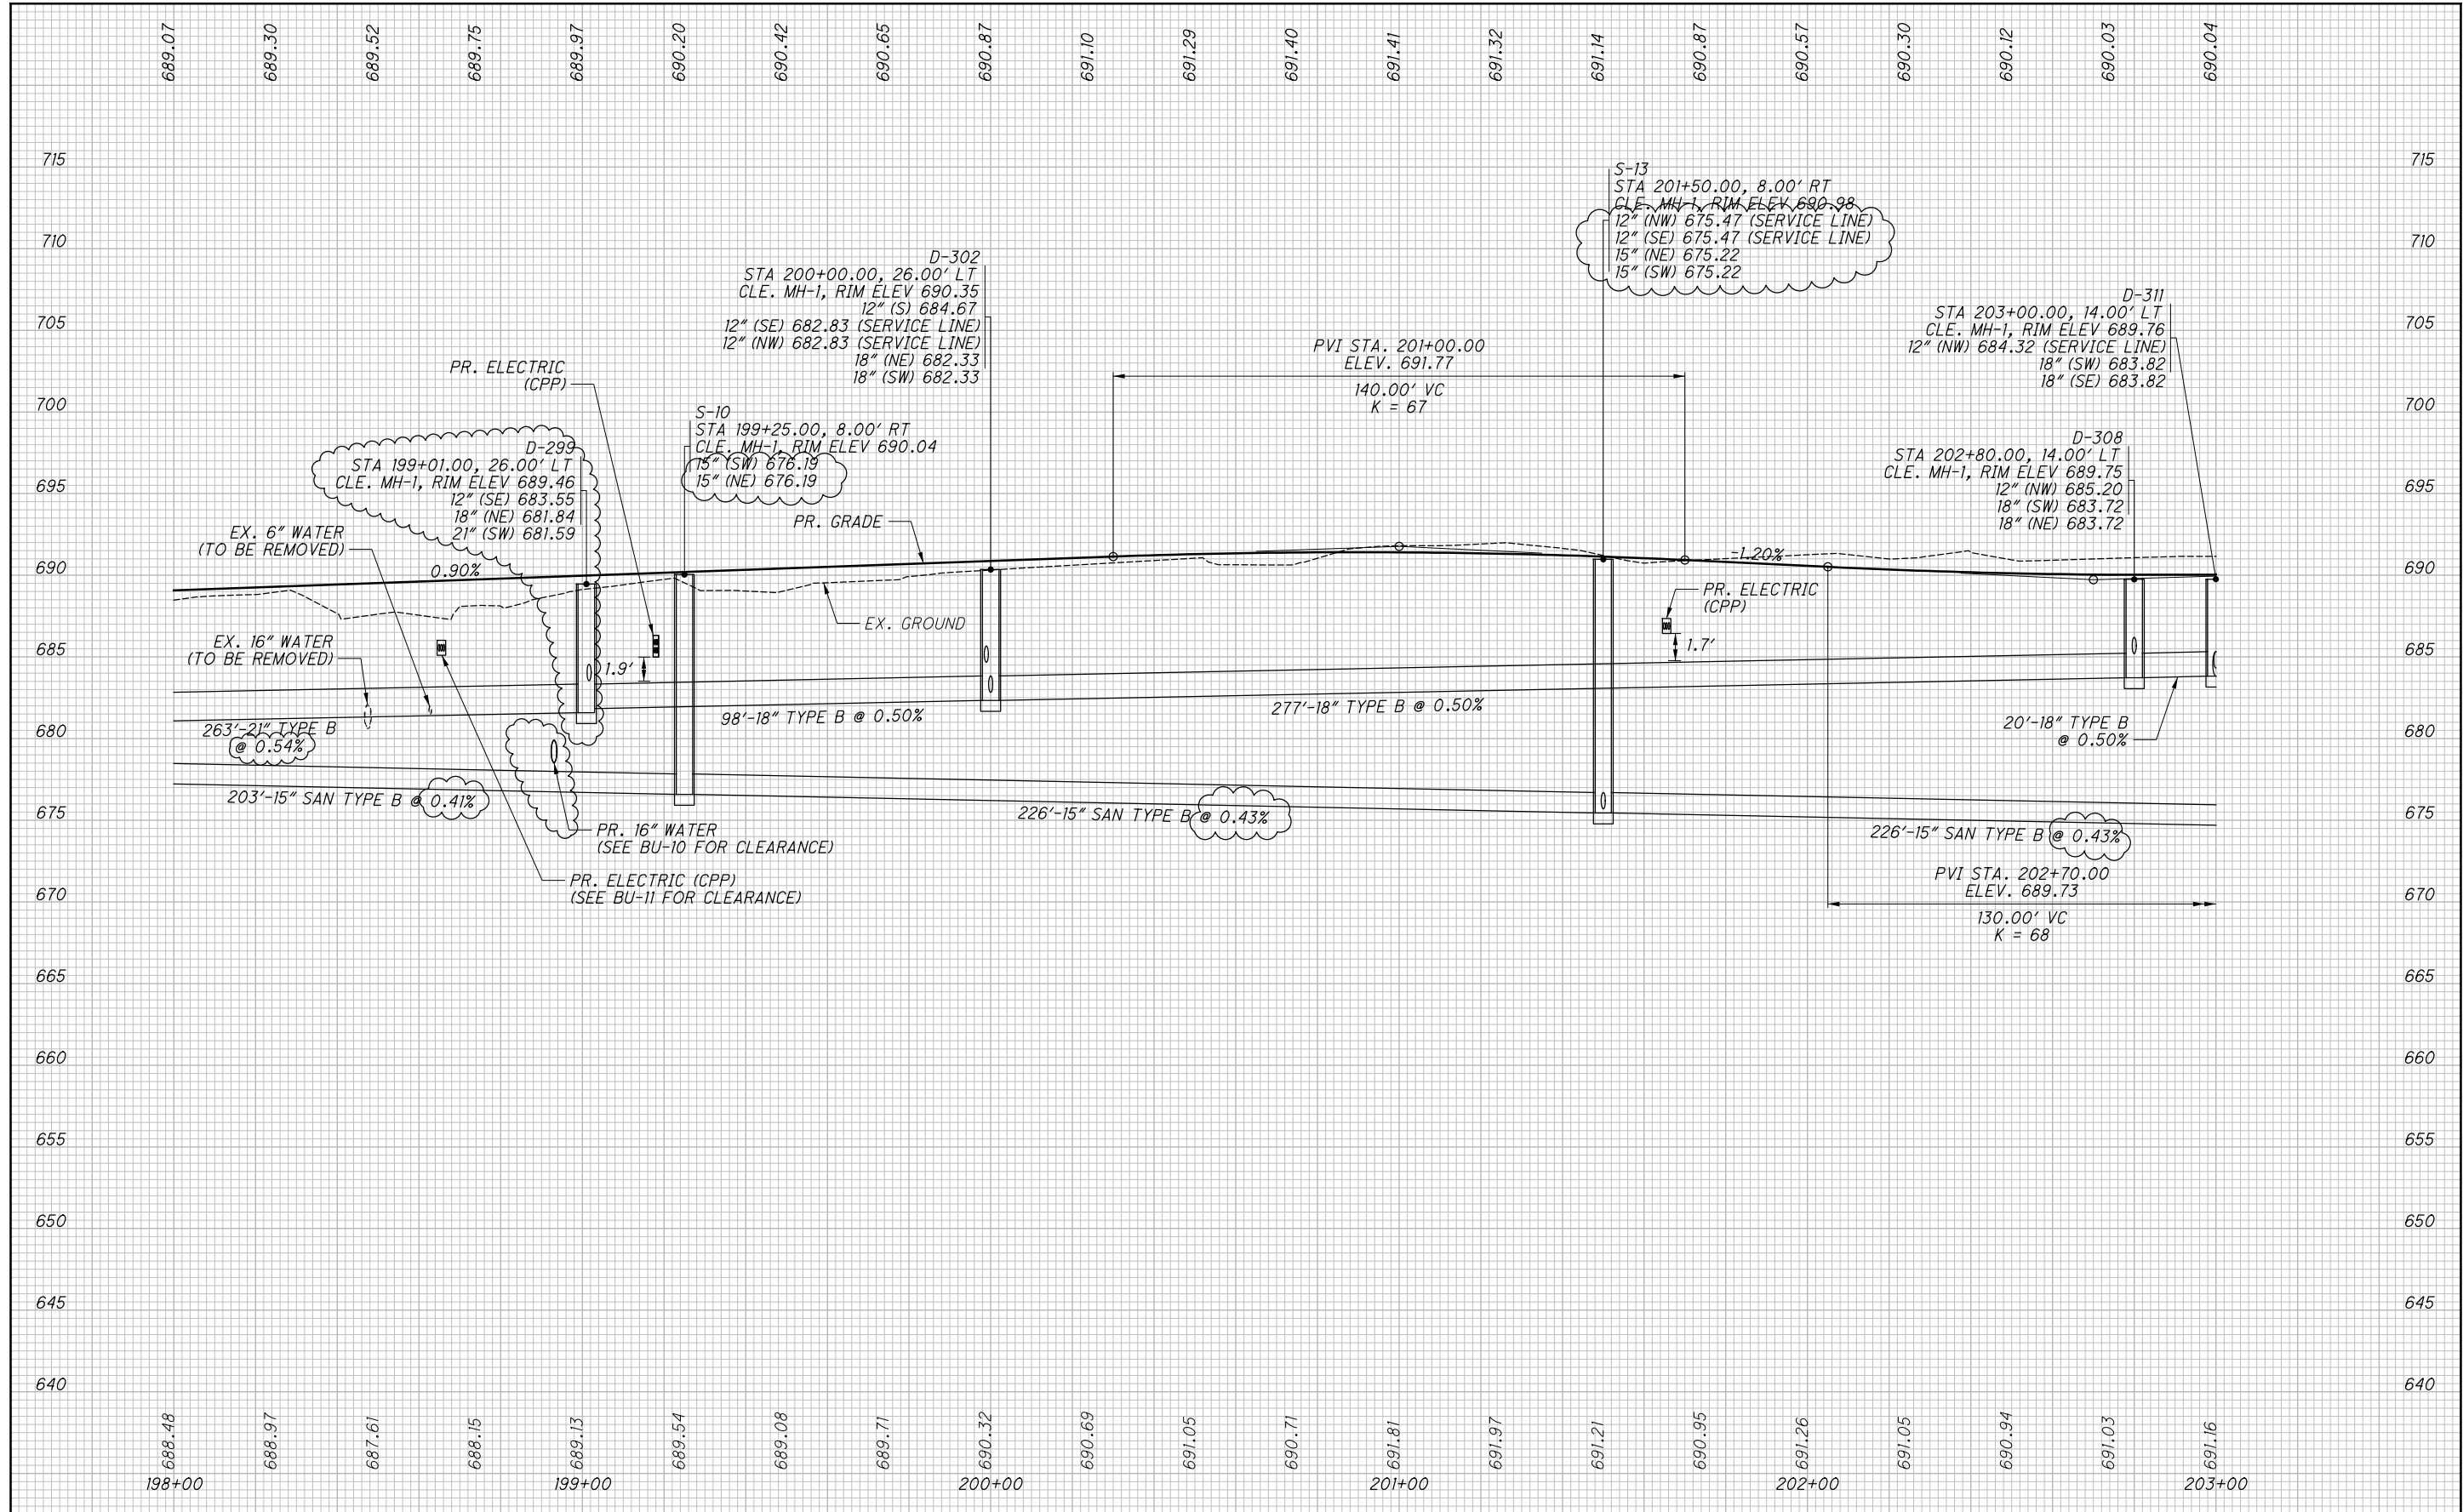 689.07 689.30 689.52 689.75 689.97 690.20 690.42 690.65 690.87 691.10 691.29 691.40 691.41 691.32 691.14 690.87 690.57 690.30 690.12 690.03 690.04
715 715
S-13
STA 201+50.00, 8.00' RT
CLE. MH-1, RIM ELEV 690.98
12" (NW) 675.47 (SERVICE LINE)
12" (SE) 675.47 (SERVICE LINE)
15" (NE) 675.22
15" (SW) 675.22
710 710
D-302
STA 200+00.00, 26.00' LT
CLE. MH-1, RIM ELEV 690.35
12" (S) 684.67
12" (SE) 682.83 (SERVICE LINE)
12" (NW) 682.83 (SERVICE LINE)
18" (NE) 682.33
18" (SW) 682.33
D-311
STA 203+00.00, 14.00' LT
CLE. MH-1, RIM ELEV 689.76
12" (NW) 684.32 (SERVICE LINE)
18" (SW) 683.82
18" (SE) 683.82
705 705
PVI STA. 201+00.00
ELEV. 691.77
140.00' VC
K = 67
PR. ELECTRIC
(CPP)
700 700
S-10
STA 199+25.00, 8.00' RT
CLE. MH-1, RIM ELEV 690.04
15" (SW) 676.19
15" (NE) 676.19
D-299
STA 199+01.00, 26.00' LT
CLE. MH-1, RIM ELEV 689.46
12" (SE) 683.55
18" (NE) 681.84
21" (SW) 681.59
D-308
STA 202+80.00, 14.00' LT
CLE. MH-1, RIM ELEV 689.75
12" (NW) 685.20
18" (SW) 683.72
18" (NE) 683.72
695 695
EX. 6" WATER
(TO BE REMOVED)
PR. GRADE
690 690
0.90%
-1.20%
PR. ELECTRIC
(CPP)
EX. GROUND
EX. 16" WATER
(TO BE REMOVED)
685 685
1.9'
1.7'
680 680
263'-21" TYPE B
@ 0.54%
98'-18" TYPE B @ 0.50%
277'-18" TYPE B @ 0.50%
20'-18" TYPE B
@ 0.50%
203'-15" SAN TYPE B @ 0.41%
226'-15" SAN TYPE B @ 0.43%
226'-15" SAN TYPE B @ 0.43%
675 675
PR. 16" WATER
(SEE BU-10 FOR CLEARANCE)
PR. ELECTRIC (CPP)
(SEE BU-11 FOR CLEARANCE)
PVI STA. 202+70.00
ELEV. 689.73
130.00' VC
K = 68
670 670
665 665
660 660
655 655
650 650
645 645
640 640
688.48 688.97 687.61 688.15 689.13 689.54 689.08 689.71 690.32 690.69 691.05 690.71 691.81 691.97 691.21 690.95 691.26 691.05 690.94 691.03 691.16
198+00 199+00 200+00 201+00 202+00 203+00